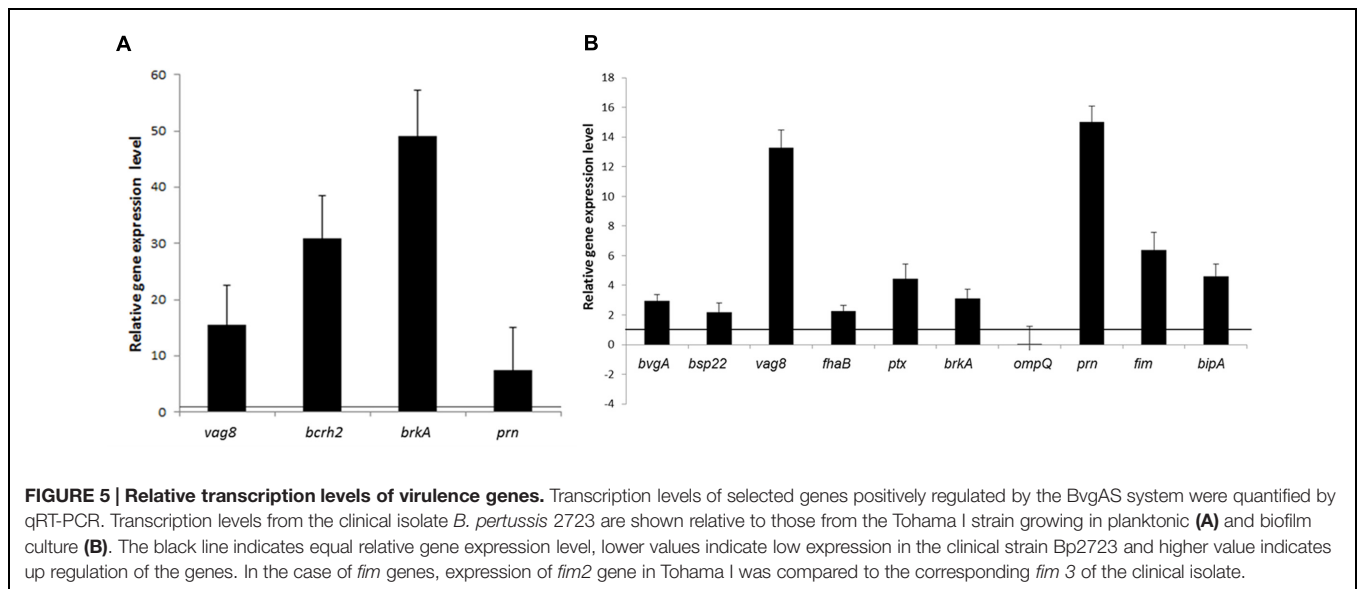 A
Relative gene expression level
60
50
40
30
20
10
0
vag8 bcrh2 brkA prn
B
Relative gene expression level
18
16
14
12
10
8
6
4
2
0
-2
-4
bvgA bsp22 vag8 fhaB ptx brkA ompQ prn fim bipA
FIGURE 5 | Relative transcription levels of virulence genes. Transcription levels of selected genes positively regulated by the BvgAS system were quantified by
qRT-PCR. Transcription levels from the clinical isolate B. pertussis 2723 are shown relative to those from the Tohama I strain growing in planktonic (A) and biofilm
culture (B). The black line indicates equal relative gene expression level, lower values indicate low expression in the clinical strain Bp2723 and higher value indicates
up regulation of the genes. In the case of fim genes, expression of fim2 gene in Tohama I was compared to the corresponding fim 3 of the clinical isolate.